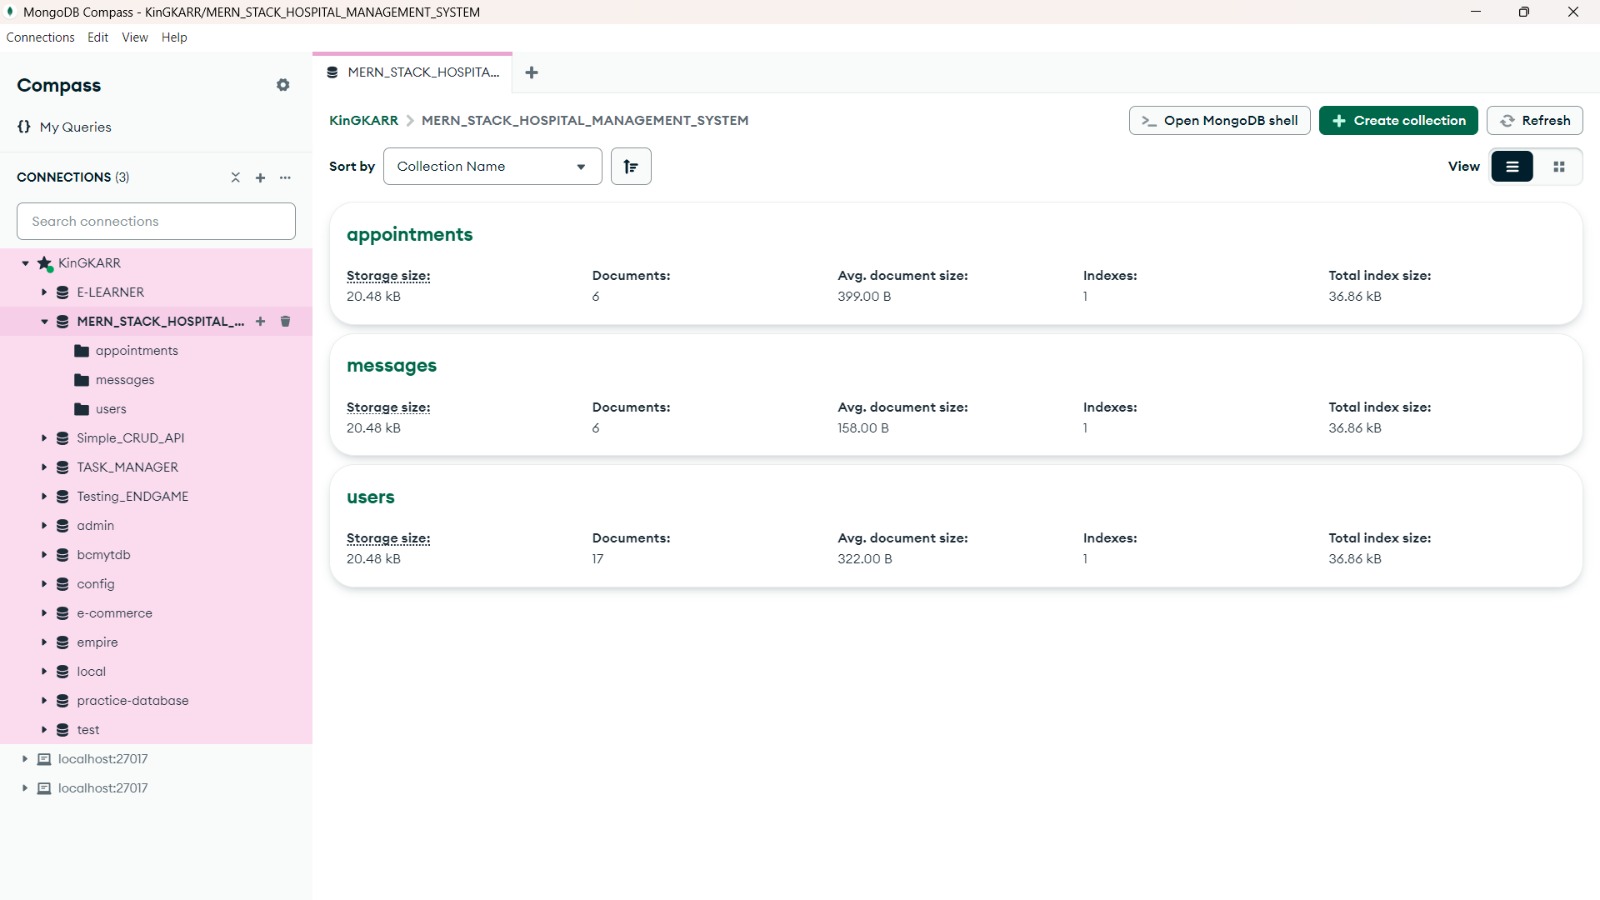 MongoDB Compass - KinGKARR/MERN_STACK_HOSPITAL_MANAGEMENT_SYSTEM
Connections Edit View Help
Compass
{} My Queries
CONNECTIONS (3)
Search connections
KinGKARR
E-LEARNER
MERN_STACK_HOSPITAL_...
appointments
messages
users
Simple_CRUD_API
TASK_MANAGER
Testing_ENDGAME
admin
bcmytdb
config
e-commerce
empire
local
practice-database
test
localhost:27017
localhost:27017
MERN_STACK_HOSPITA...
KinGKARR > MERN_STACK_HOSPITAL_MANAGEMENT_SYSTEM
>_ Open MongoDB shell
Create collection
Refresh
Sort by Collection Name
View
appointments
Storage size: Documents: Avg. document size: Indexes: Total index size:
20.48 kB 6 399.00 B 1 36.86 kB
messages
Storage size: Documents: Avg. document size: Indexes: Total index size:
20.48 kB 6 158.00 B 1 36.86 kB
users
Storage size: Documents: Avg. document size: Indexes: Total index size:
20.48 kB 17 322.00 B 1 36.86 kB